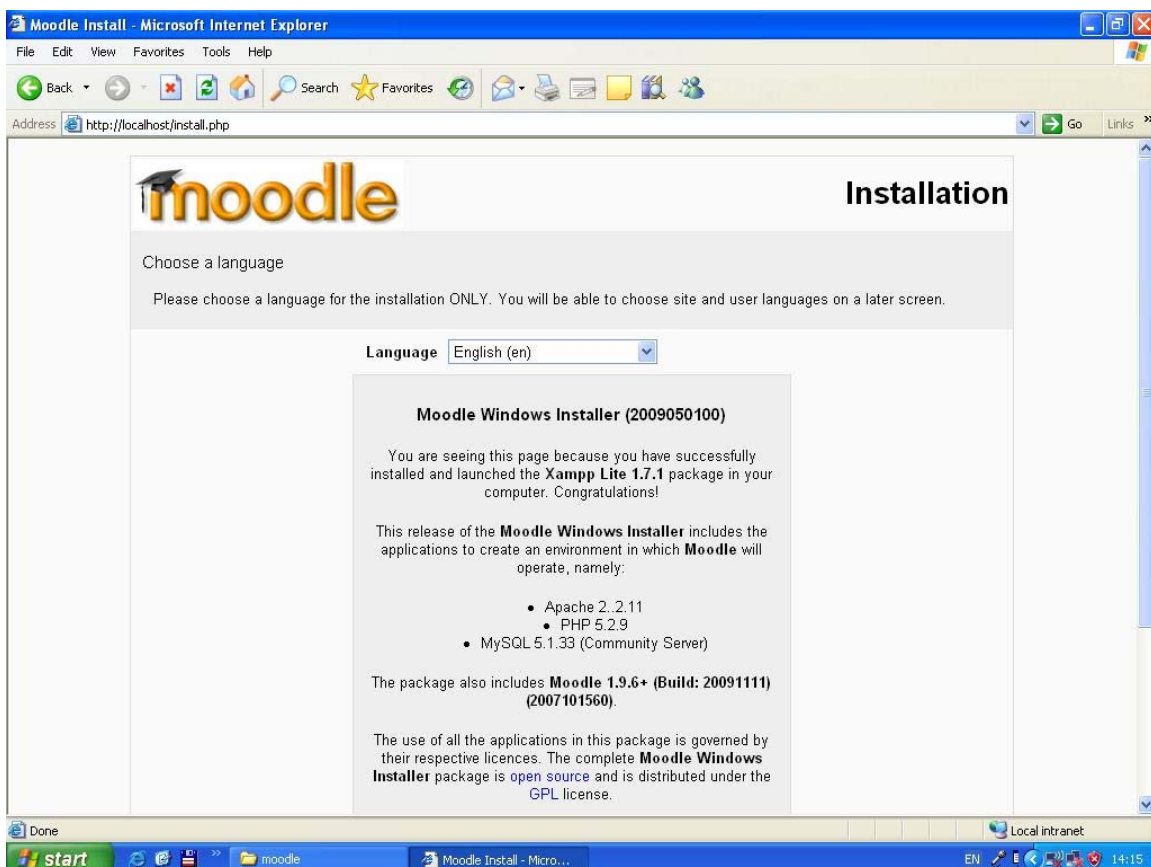 Moodle Install - Microsoft Internet Explorer
File Edit View Favorites Tools Help
Back Search Favorites
Address http://localhost/install.php Go Links »
moodle
Installation
Choose a language
Please choose a language for the installation ONLY. You will be able to choose site and user languages on a later screen.
Language English (en)
Moodle Windows Installer (2009050100)
You are seeing this page because you have successfully
installed and launched the Xampp Lite 1.7.1 package in your
computer. Congratulations!
This release of the Moodle Windows Installer includes the
applications to create an environment in which Moodle will
operate, namely:
• Apache 2..2.11
• PHP 5.2.9
• MySQL 5.1.33 (Community Server)
The package also includes Moodle 1.9.6+ (Build: 20091111)
(2007101560).
The use of all the applications in this package is governed by
their respective licences. The complete Moodle Windows
Installer package is open source and is distributed under the
GPL license.
Done Local intranet
start » moodle Moodle Install - Micro... EN 14:15